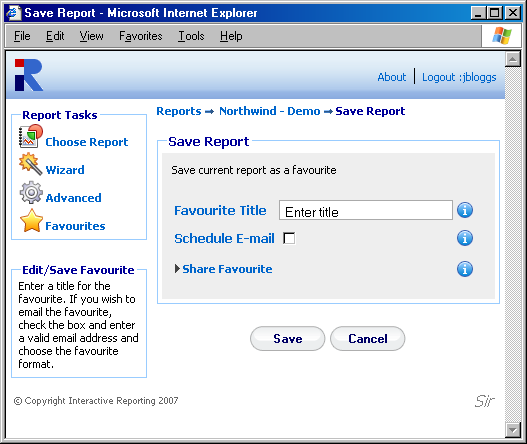 Save Report - Microsoft Internet Explorer
File Edit View Favorites Tools Help
R
About | Logout :jbloggs
Report Tasks
Choose Report
Wizard
Advanced
Favourites
Edit/Save Favourite
Enter a title for the
favourite. If you wish to
email the favourite,
check the box and enter
a valid email address and
choose the favourite
format.
Reports → Northwind - Demo → Save Report
Save Report
Save current report as a favourite
Favourite Title Enter title
Schedule E-mail
Share Favourite
Save Cancel
© Copyright Interactive Reporting 2007
Sir